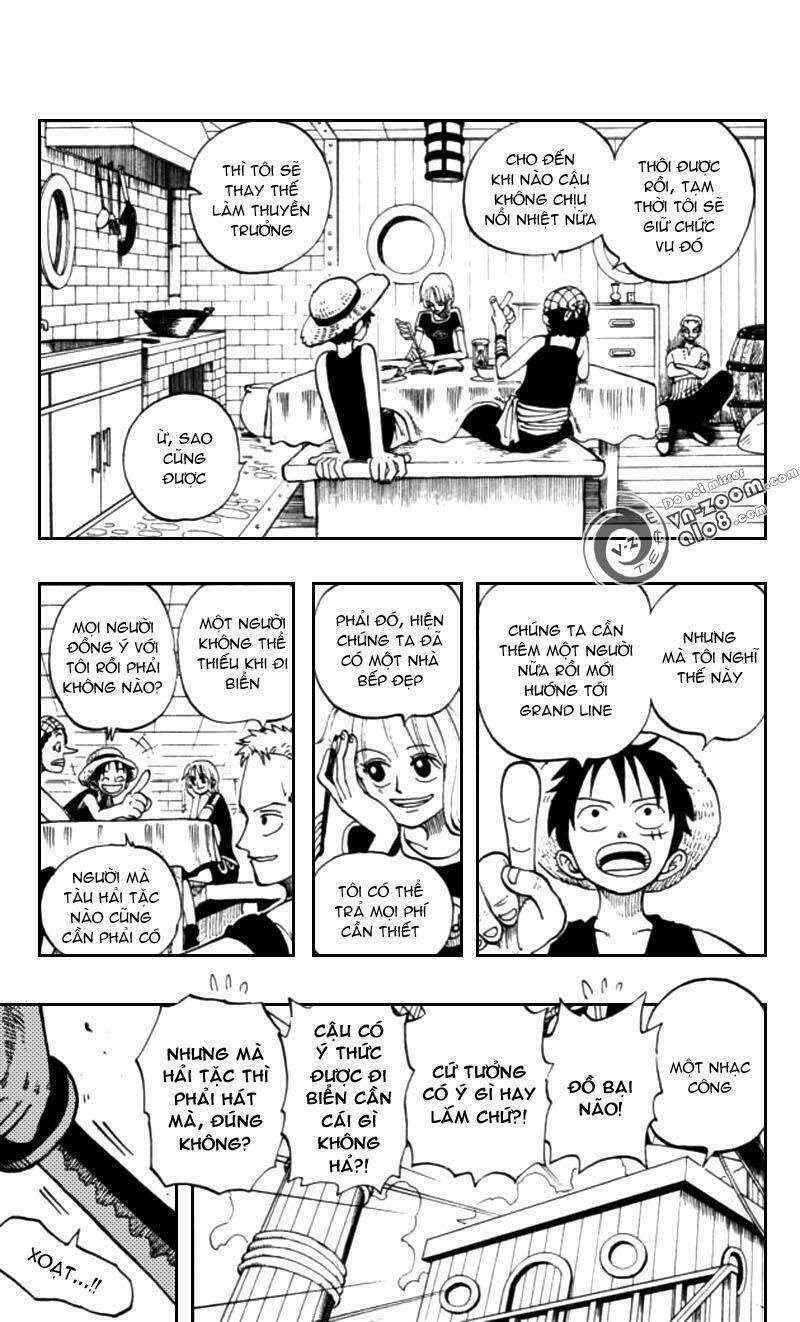 THÔI ĐƯỢC
RỒI, TẠM
THỜI TÔI SẼ
GIỮ CHỨC
VỤ ĐÓ
CHO ĐẾN
KHI NÀO CẬU
KHÔNG CHỊU
NỔI NHIỆT NỮA
THÌ TÔI SẼ
THAY THẾ
LÀM THUYỀN
TRƯỞNG
Ừ, SAO
CŨNG
ĐƯỢC
Do not mirror
vn-zoom.com
alo8.com
V-Z
TEAM
NHƯNG
MÀ TÔI NGHĨ
THẾ NÀY
CHÚNG TA CẦN
THÊM MỘT NGƯỜI
NỮA RỒI MỚI
HƯỚNG TỚI
GRAND LINE
PHẢI ĐÓ, HIỆN
CHÚNG TA ĐÃ
CÓ MỘT NHÀ
BẾP ĐẸP
TÔI CÓ THỂ
TRẢ MỌI PHÍ
CẦN THIẾT
MỘT NGƯỜI
KHÔNG THỂ
THIẾU KHI ĐI
BIỂN
MỌI NGƯỜI
ĐỒNG Ý VỚI
TÔI RỒI PHẢI
KHÔNG NÀO?
NGƯỜI MÀ
TÀU HẢI TẶC
NÀO CŨNG
CẦN PHẢI CÓ
MỘT NHẠC
CÔNG
ĐỒ BẠI
NÃO!
CỨ TƯỞNG
CÓ Ý GÌ HAY
LẮM CHỨ?!
CẬU CÓ
Ý THỨC
ĐƯỢC ĐI
BIỂN CẦN
CÁI GÌ
KHÔNG
HẢ?!
NHƯNG MÀ
HẢI TẶC THÌ
PHẢI HÁT
MÀ, ĐÚNG
KHÔNG?
XOẠT...!!